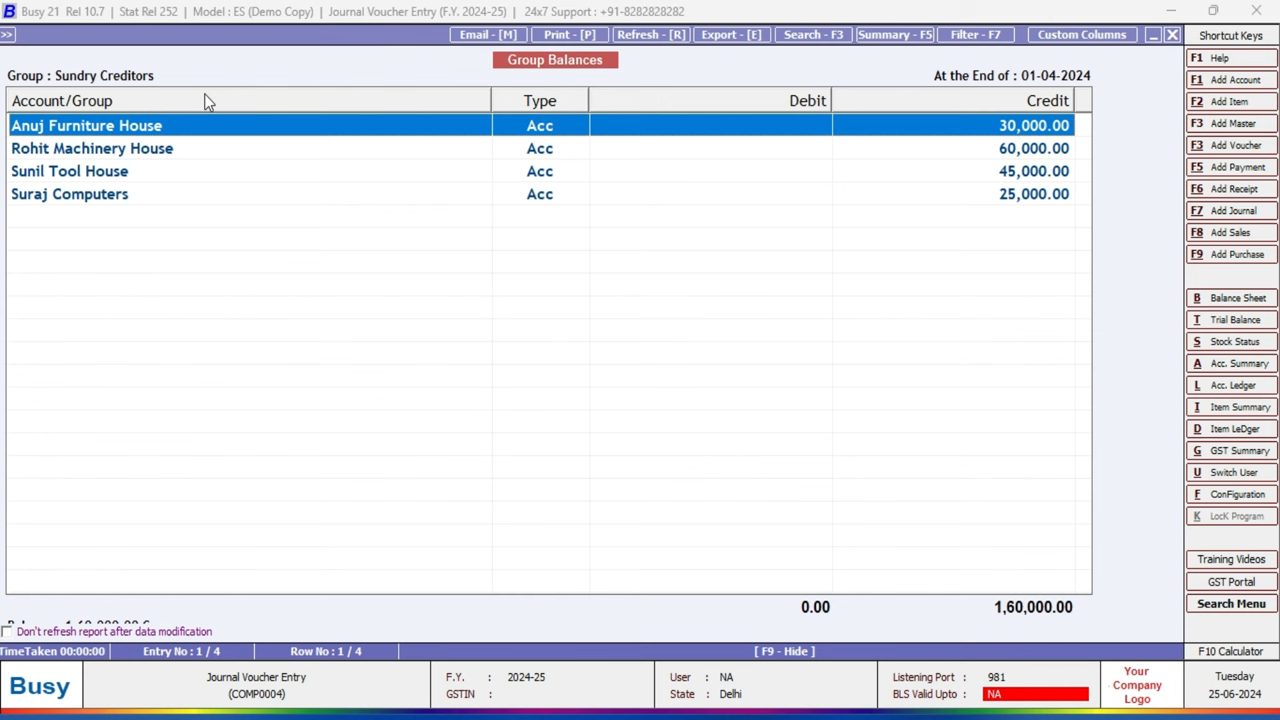 Busy 21 Rel 10.7 | Stat Rel 252 | Model : ES (Demo Copy) | Journal Voucher Entry (F.Y. 2024-25) | 24x7 Support : +91-8282828282
>> Email - [M] Print - [P] Refresh - [R] Export - [E] Search - F3 Summary - F5 Filter - F7 Custom Columns
Group Balances
Group : Sundry Creditors At the End of : 01-04-2024
Account/Group Type Debit Credit
Anuj Furniture House Acc 30,000.00
Rohit Machinery House Acc 60,000.00
Sunil Tool House Acc 45,000.00
Suraj Computers Acc 25,000.00
0.00 1,60,000.00
Don't refresh report after data modification
TimeTaken 00:00:00 Entry No : 1 / 4 Row No : 1 / 4 [ F9 - Hide ]
Busy
Journal Voucher Entry
(COMP0004)
F.Y. : 2024-25
GSTIN :
User : NA
State : Delhi
Listening Port : 981
BLS Valid Upto : NA
Your
Company
Logo
Tuesday
25-06-2024
Shortcut Keys
F1 Help
F1 Add Account
F2 Add Item
F3 Add Master
F3 Add Voucher
F5 Add Payment
F6 Add Receipt
F7 Add Journal
F8 Add Sales
F9 Add Purchase
B Balance Sheet
T Trial Balance
S Stock Status
A Acc. Summary
L Acc. Ledger
I Item Summary
D Item LeDger
G GST Summary
U Switch User
F ConFiguration
K LocK Program
Training Videos
GST Portal
Search Menu
F10 Calculator